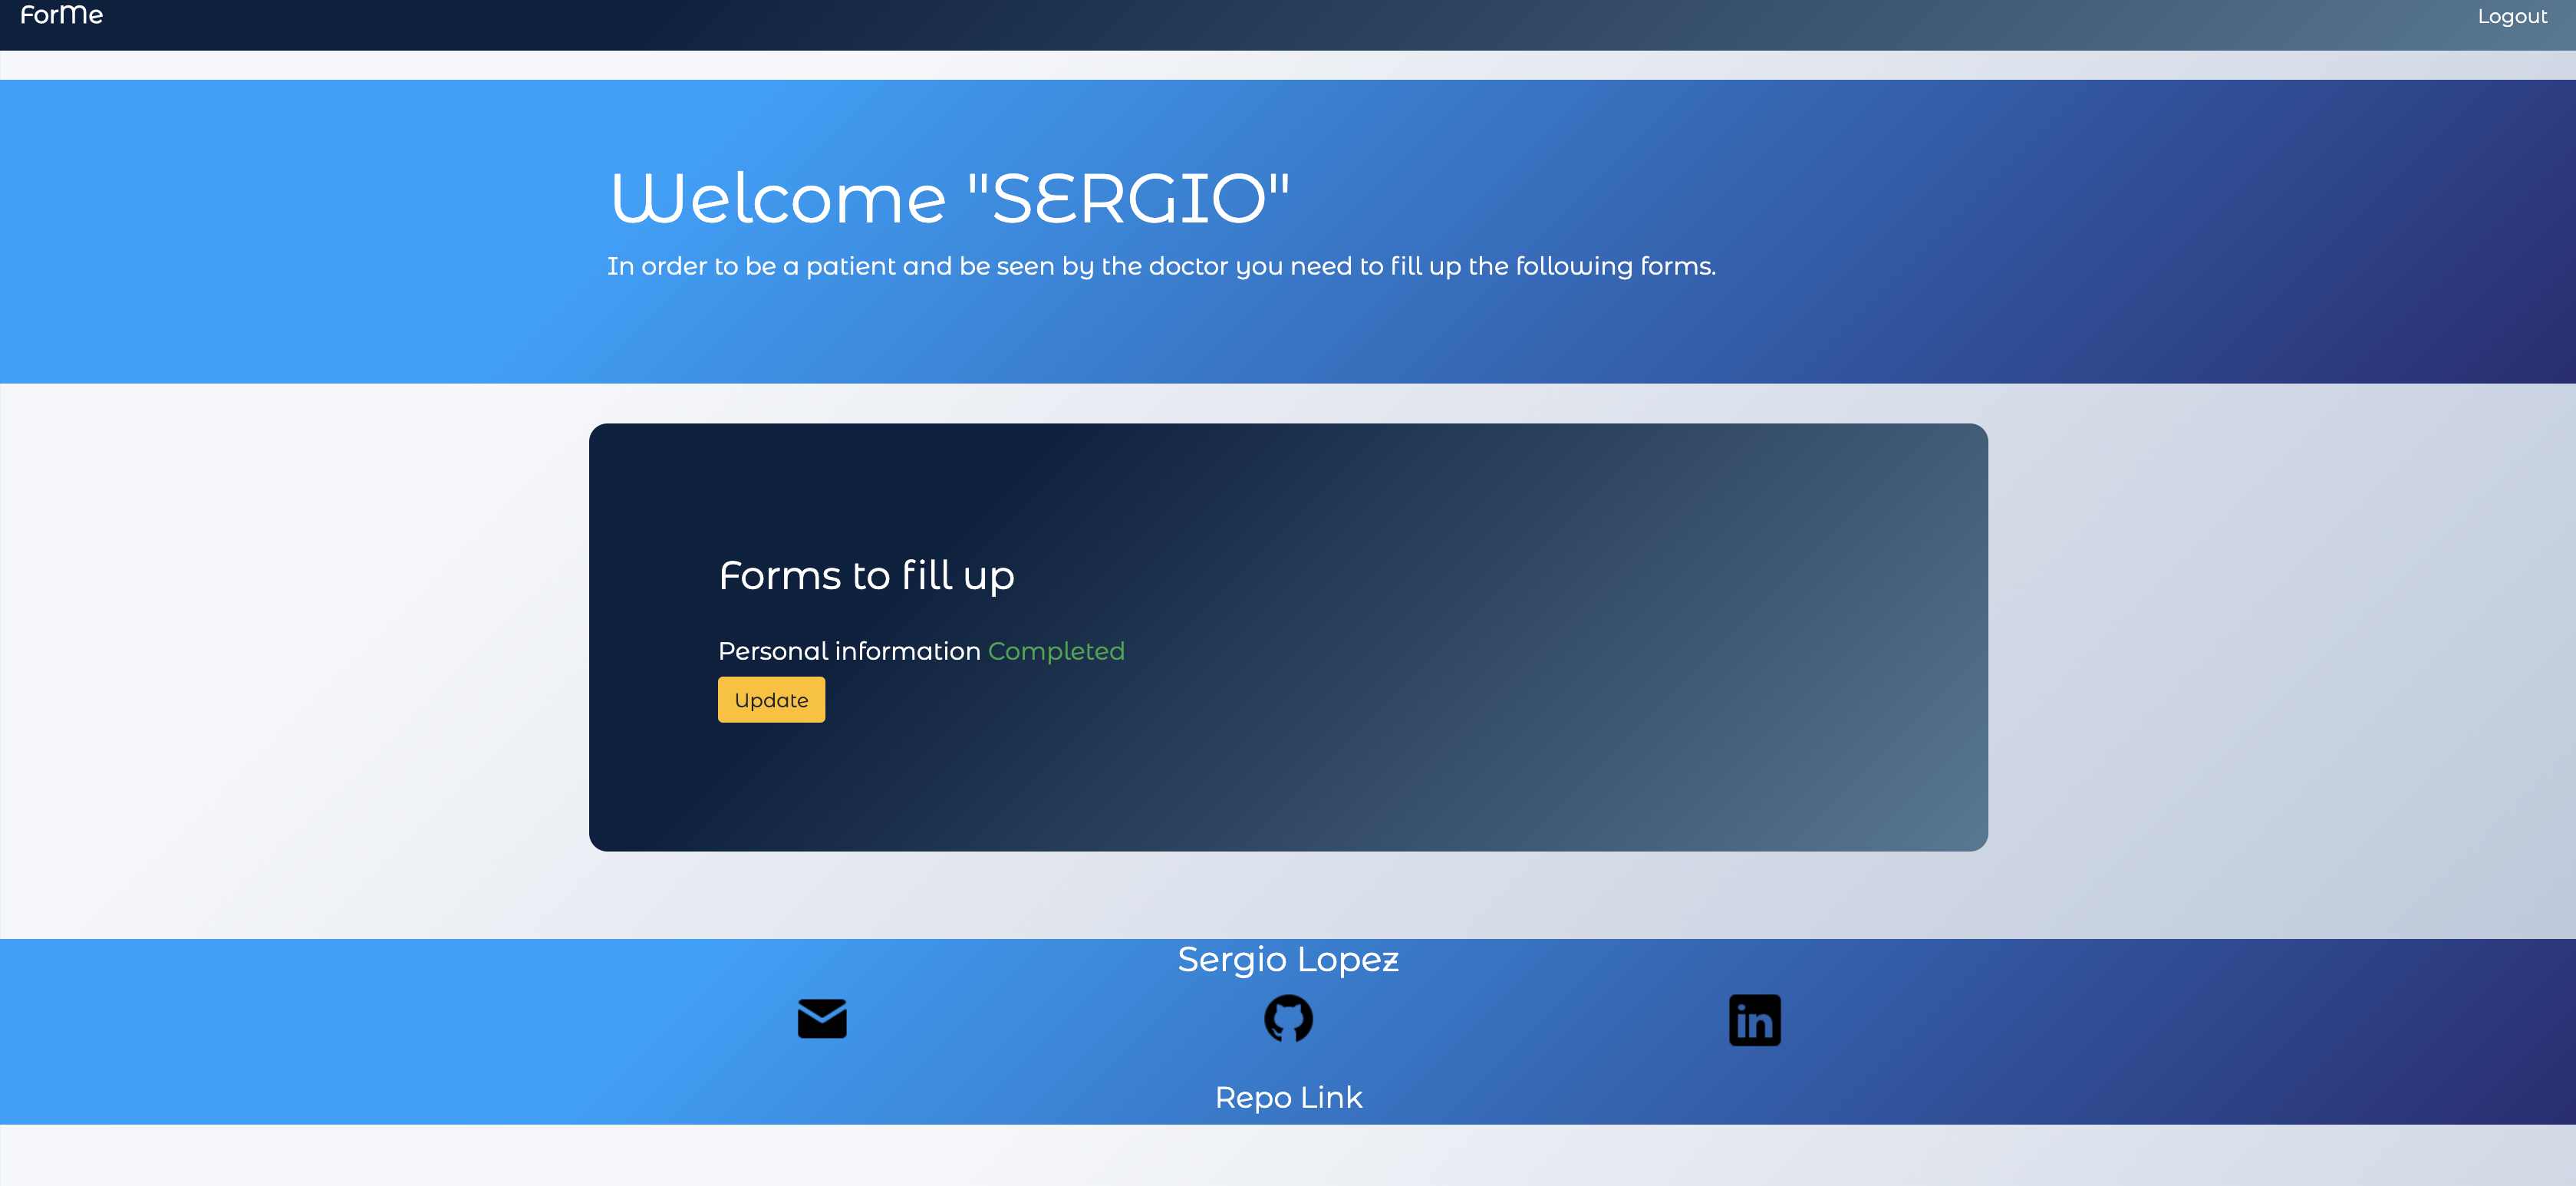 ForMe
Logout
Welcome "SERGIO"
In order to be a patient and be seen by the doctor you need to fill up the following forms.
Forms to fill up
Personal information Completed
Update
Sergio Lopez
in
Repo Link